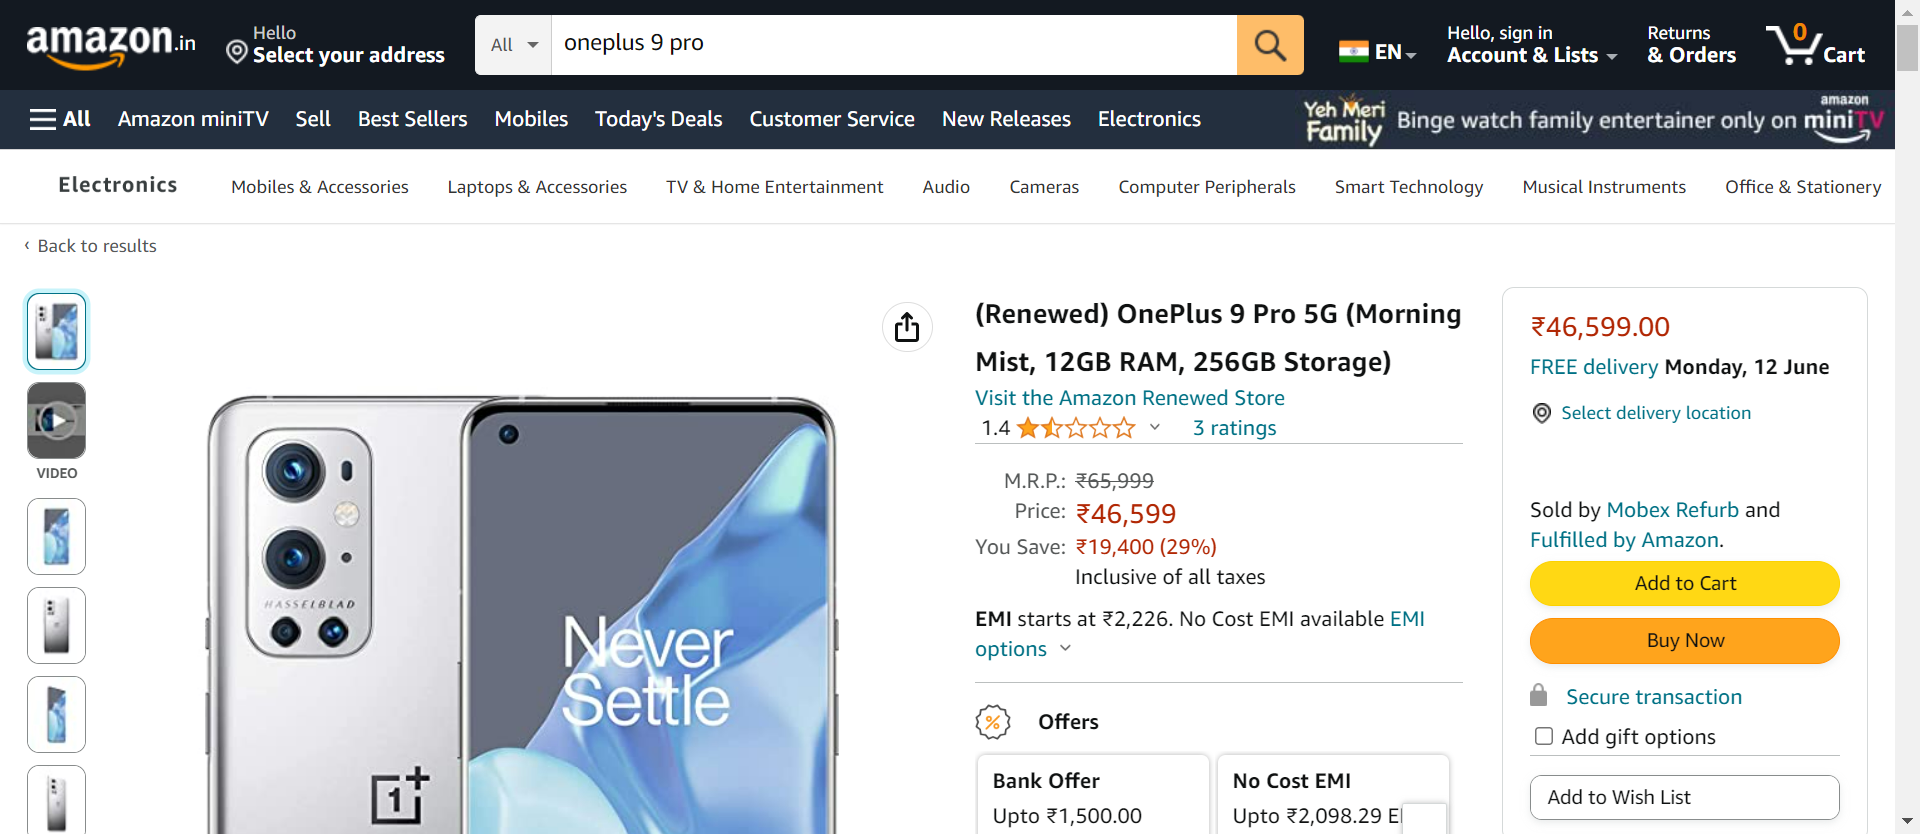 amazon.in
Hello
Select your address
All
oneplus 9 pro
EN
Hello, sign in
Account & Lists
Returns
& Orders
0
Cart
All
Amazon miniTV
Sell
Best Sellers
Mobiles
Today's Deals
Customer Service
New Releases
Electronics
Yeh Meri
Family
Binge watch family entertainer only on
amazon
miniTV
Electronics
Mobiles & Accessories
Laptops & Accessories
TV & Home Entertainment
Audio
Cameras
Computer Peripherals
Smart Technology
Musical Instruments
Office & Stationery
‹ Back to results
VIDEO
HASSELBLAD
1+
Never
Settle
(Renewed) OnePlus 9 Pro 5G (Morning
Mist, 12GB RAM, 256GB Storage)
Visit the Amazon Renewed Store
1.4
3 ratings
M.R.P.: ₹65,999
Price: ₹46,599
You Save: ₹19,400 (29%)
Inclusive of all taxes
EMI starts at ₹2,226. No Cost EMI available EMI
options
%
Offers
Bank Offer
Upto ₹1,500.00
No Cost EMI
Upto ₹2,098.29
₹46,599.00
FREE delivery Monday, 12 June
Select delivery location
Sold by Mobex Refurb and
Fulfilled by Amazon.
Add to Cart
Buy Now
Secure transaction
Add gift options
Add to Wish List